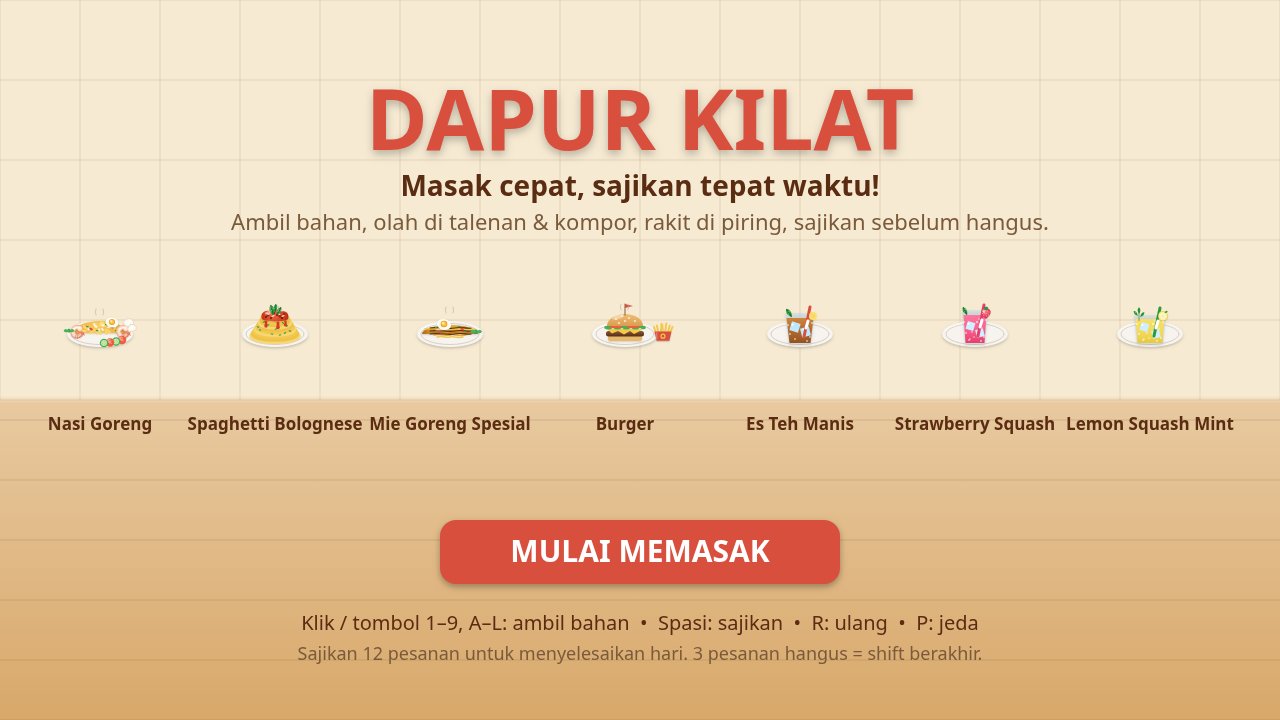 DAPUR KILAT
Masak cepat, sajikan tepat waktu!
Ambil bahan, olah di talenan & kompor, rakit di piring, sajikan sebelum hangus.
Nasi Goreng Spaghetti Bolognese Mie Goreng Spesial Burger Es Teh Manis Strawberry Squash Lemon Squash Mint
MULAI MEMASAK
Klik / tombol 1–9, A–L: ambil bahan • Spasi: sajikan • R: ulang • P: jeda
Sajikan 12 pesanan untuk menyelesaikan hari. 3 pesanan hangus = shift berakhir.